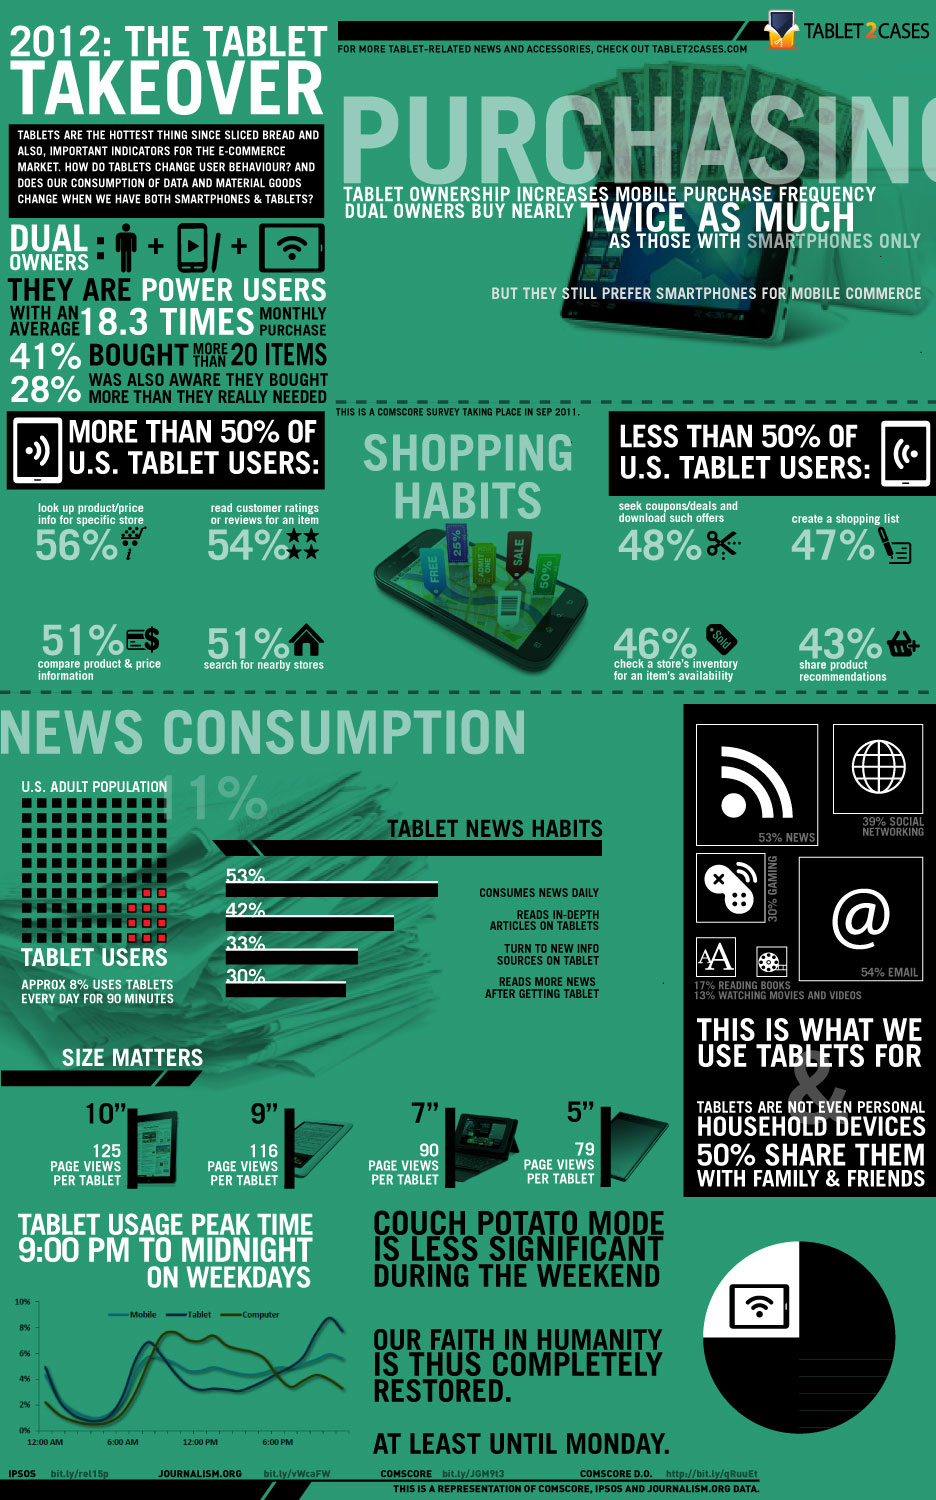 2012: THE TABLET
TAKEOVER
TABLETS ARE THE HOTTEST THING SINCE SLICED BREAD AND
ALSO, IMPORTANT INDICATORS FOR THE E-COMMERCE
MARKET. HOW DO TABLETS CHANGE USER BEHAVIOUR? AND
DOES OUR CONSUMPTION OF DATA AND MATERIAL GOODS
CHANGE WHEN WE HAVE BOTH SMARTPHONES & TABLETS?
DUAL
OWNERS : + +
THEY ARE POWER USERS
WITH AN
AVERAGE 18.3 TIMES MONTHLY
PURCHASE
41% BOUGHT MORE
THAN 20 ITEMS
28% WAS ALSO AWARE THEY BOUGHT
MORE THAN THEY REALLY NEEDED
TABLET2CASES
FOR MORE TABLET-RELATED NEWS AND ACCESSORIES, CHECK OUT TABLET2CASES.COM
PURCHASING
TABLET OWNERSHIP INCREASES MOBILE PURCHASE FREQUENCY
DUAL OWNERS BUY NEARLY TWICE AS MUCH
AS THOSE WITH SMARTPHONES ONLY
BUT THEY STILL PREFER SMARTPHONES FOR MOBILE COMMERCE
MORE THAN 50% OF
U.S. TABLET USERS:
look up product/price
info for specific store
56%
read customer ratings
or reviews for an item
54%
51%
compare product & price
information
51%
search for nearby stores
THIS IS A COMSCORE SURVEY TAKING PLACE IN SEP 2011.
SHOPPING
HABITS
FREE
25%
ADMIT
ONE
SALE
50%
LESS THAN 50% OF
U.S. TABLET USERS:
seek coupons/deals and
download such offers
48%
create a shopping list
47%
46%
Sold
check a store's inventory
for an item's availability
43%
share product
recommendations
NEWS CONSUMPTION
U.S. ADULT POPULATION
11%
TABLET USERS
APPROX 8% USES TABLETS
EVERY DAY FOR 90 MINUTES
TABLET NEWS HABITS
53%
CONSUMES NEWS DAILY
42%
READS IN-DEPTH
ARTICLES ON TABLETS
33%
TURN TO NEW INFO
SOURCES ON TABLET
30%
READS MORE NEWS
AFTER GETTING TABLET
53% NEWS
39% SOCIAL
NETWORKING
30% GAMING
@
54% EMAIL
AA
17% READING BOOKS
13% WATCHING MOVIES AND VIDEOS
THIS IS WHAT WE
USE TABLETS FOR
&
TABLETS ARE NOT EVEN PERSONAL
HOUSEHOLD DEVICES
50% SHARE THEM
WITH FAMILY & FRIENDS
SIZE MATTERS
10”
125
PAGE VIEWS
PER TABLET
9”
116
PAGE VIEWS
PER TABLET
7”
90
PAGE VIEWS
PER TABLET
5”
79
PAGE VIEWS
PER TABLET
TABLET USAGE PEAK TIME
9:00 PM TO MIDNIGHT
ON WEEKDAYS
Mobile Tablet Computer
10%
8%
6%
4%
2%
0%
12:00 AM 6:00 AM 12:00 PM 6:00 PM
COUCH POTATO MODE
IS LESS SIGNIFICANT
DURING THE WEEKEND
OUR FAITH IN HUMANITY
IS THUS COMPLETELY
RESTORED.
AT LEAST UNTIL MONDAY.
IPSOS bit.ly/rel15p JOURNALISM.ORG bit.ly/vWcaFW COMSCORE bit.ly/JGM9t3 COMSCORE D.O. http://bit.ly/qRuuEt
THIS IS A REPRESENTATION OF COMSCORE, IPSOS AND JOURNALISM.ORG DATA.